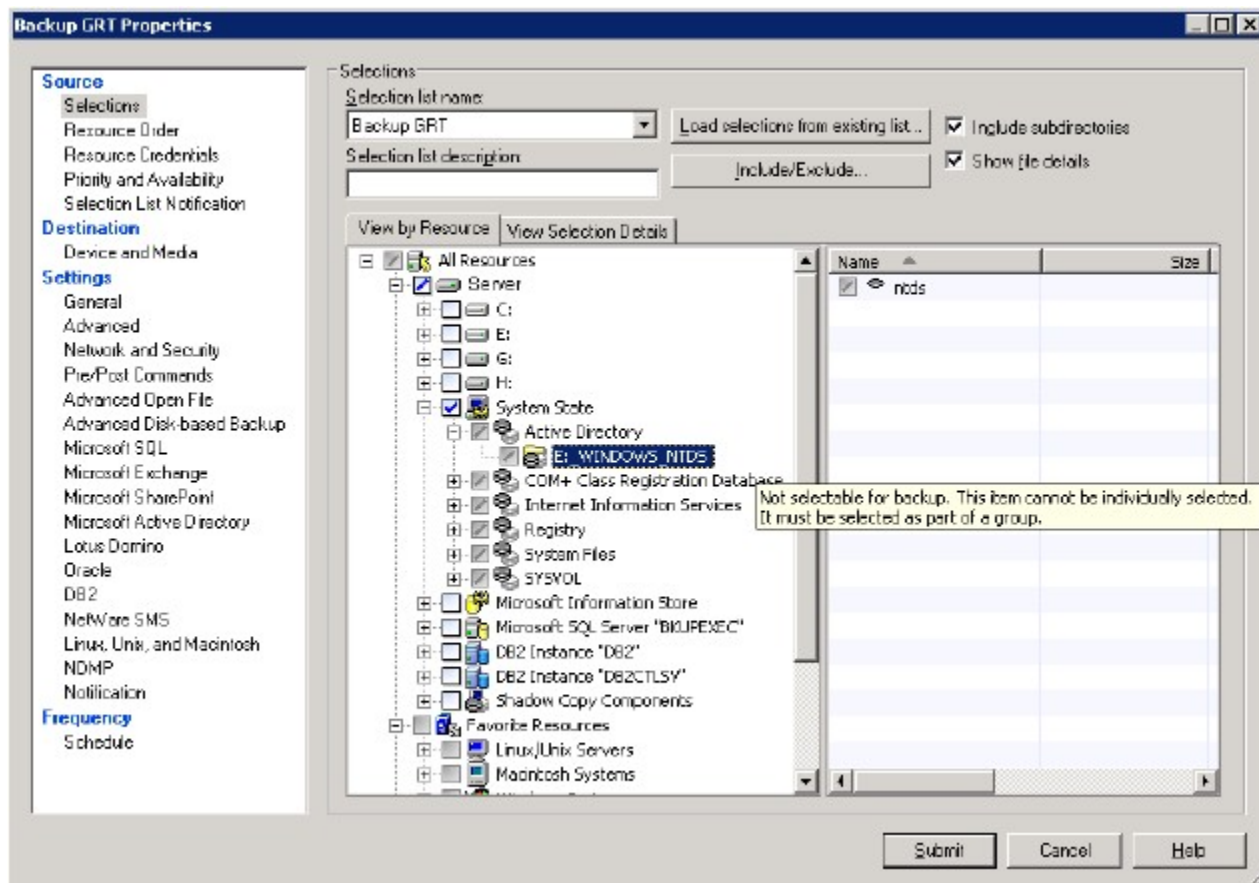 Backup GRT Properties
Source
Selections
Resource Order
Resource Credentials
Priority and Availability
Selection List Notification
Destination
Device and Media
Settings
General
Advanced
Network and Security
Pre/Post Commands
Advanced Open File
Advanced Disk-based Backup
Microsoft SQL
Microsoft Exchange
Microsoft SharePoint
Microsoft Active Directory
Lotus Domino
Oracle
DB2
NetWare SMS
Linux, Unix, and Macintosh
NDMP
Notification
Frequency
Schedule
Selections
Selection list name:
Backup GRT
Load selections from existing list...
Include subdirectories
Selection list description:
Include/Exclude...
Show file details
View by Resource
View Selection Details
All Resources
Server
C:
E:
G:
H:
System State
Active Directory
E:_WINDOWS_NTDS
COM+ Class Registration Database
Internet Information Services
Registry
System Files
SYSVOL
Microsoft Information Store
Microsoft SQL Server "BKUPEXEC"
DB2 Instance "DB2"
DB2 Instance "DB2CTLSV"
Shadow Copy Components
Favorite Resources
Linux/Unix Servers
Macintosh Systems
Name
Size
ntds
Not selectable for backup. This item cannot be individually selected.
It must be selected as part of a group.
Submit
Cancel
Help